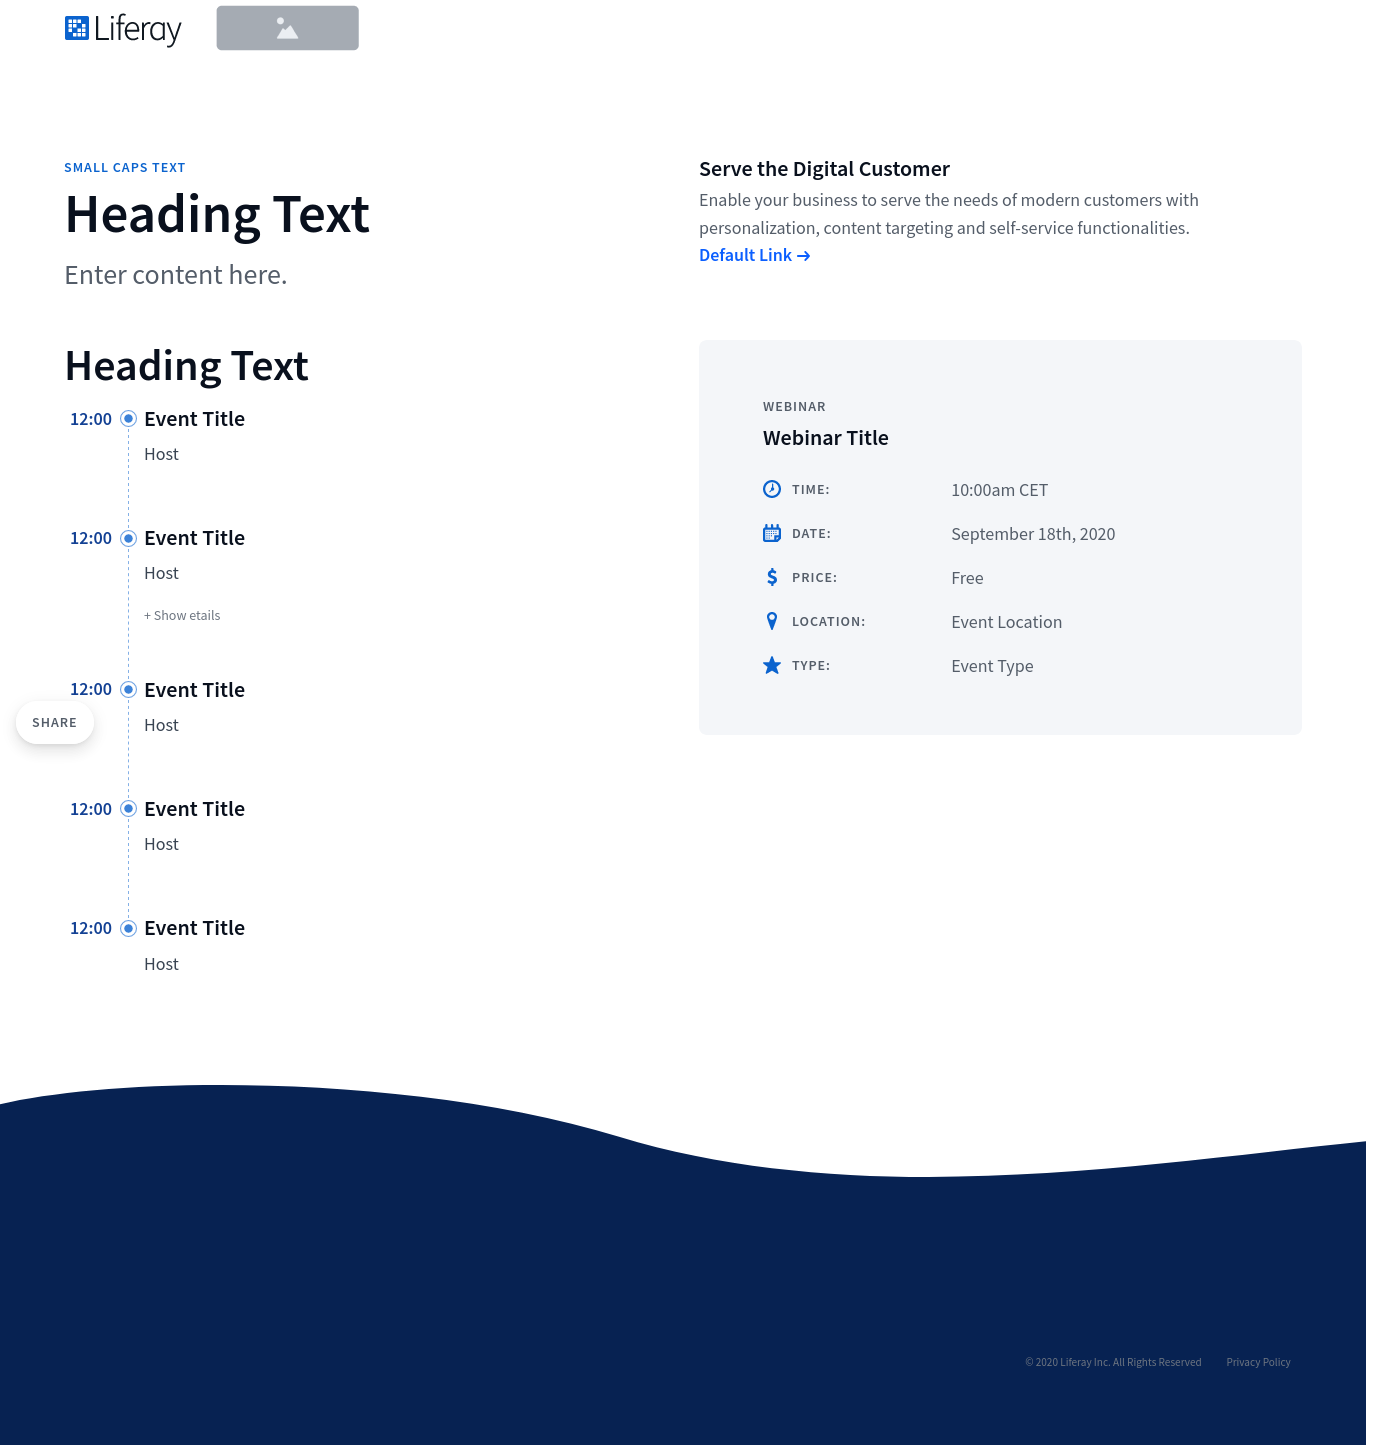 Liferay
SMALL CAPS TEXT
Heading Text
Enter content here.
Serve the Digital Customer
Enable your business to serve the needs of modern customers with
personalization, content targeting and self-service functionalities.
Default Link →
Heading Text
12:00 Event Title
Host
12:00 Event Title
Host
+ Show etails
12:00 Event Title
Host
SHARE
12:00 Event Title
Host
12:00 Event Title
Host
WEBINAR
Webinar Title
TIME: 10:00am CET
DATE: September 18th, 2020
PRICE: Free
LOCATION: Event Location
TYPE: Event Type
© 2020 Liferay Inc. All Rights Reserved Privacy Policy